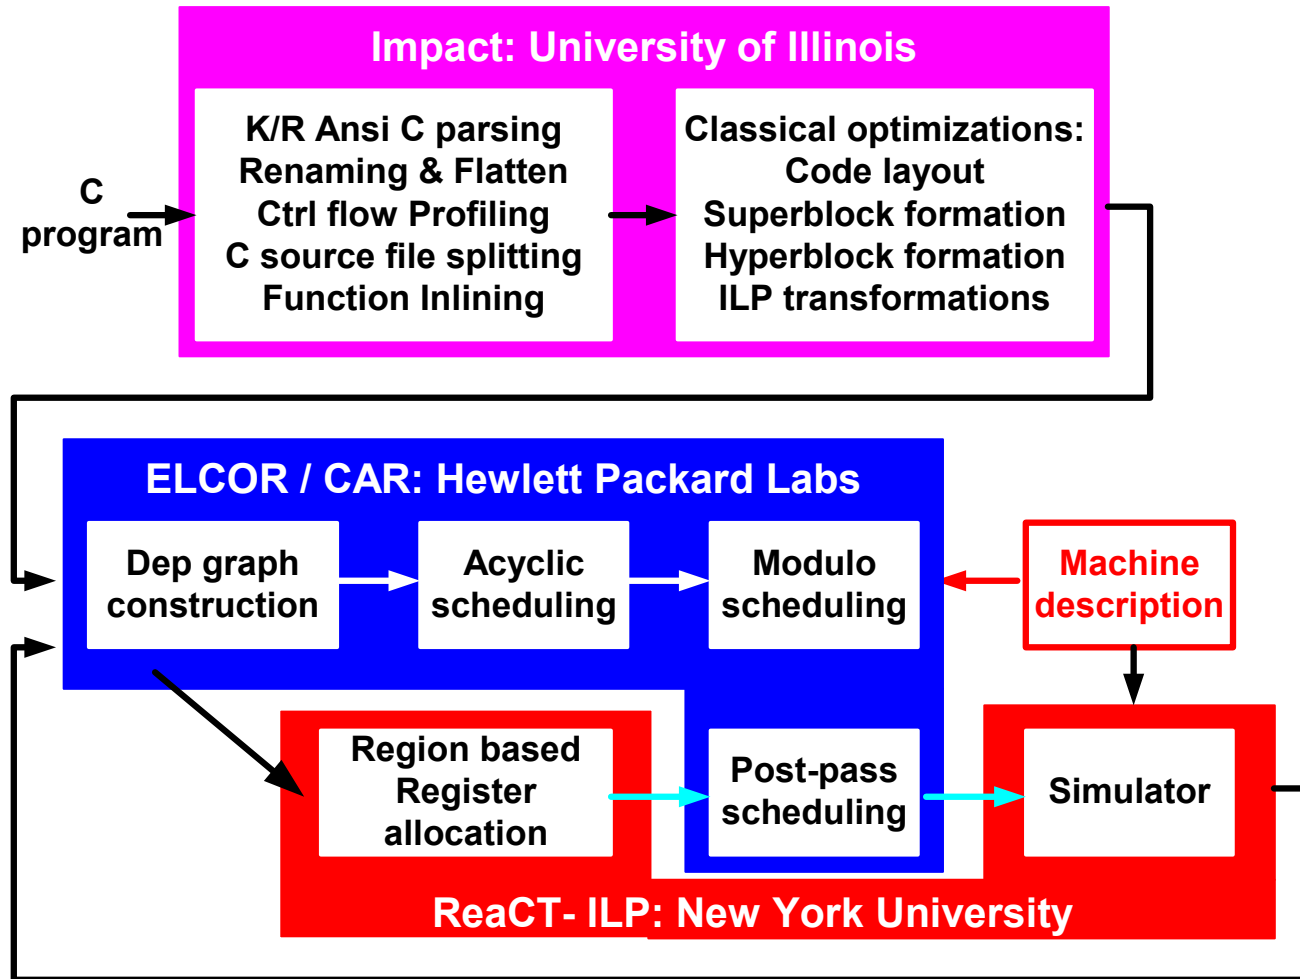 Impact: University of Illinois
C
program
K/R Ansi C parsing
Renaming & Flatten
Ctrl flow Profiling
C source file splitting
Function Inlining
Classical optimizations:
Code layout
Superblock formation
Hyperblock formation
ILP transformations
ELCOR / CAR: Hewlett Packard Labs
Dep graph
construction
Acyclic
scheduling
Modulo
scheduling
Machine
description
Region based
Register
allocation
Post-pass
scheduling
Simulator
ReaCT- ILP: New York University